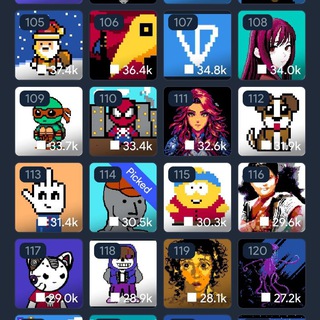 105 106 107 108
37.4k 36.4k 34.8k 34.0k
109 110 111 112
33.7k 33.4k 32.6k 31.9k
113 114 115 116
Picked
31.4k 30.5k 30.3k 29.6k
117 118 119 120
29.0k 28.9k 28.1k 27.2k